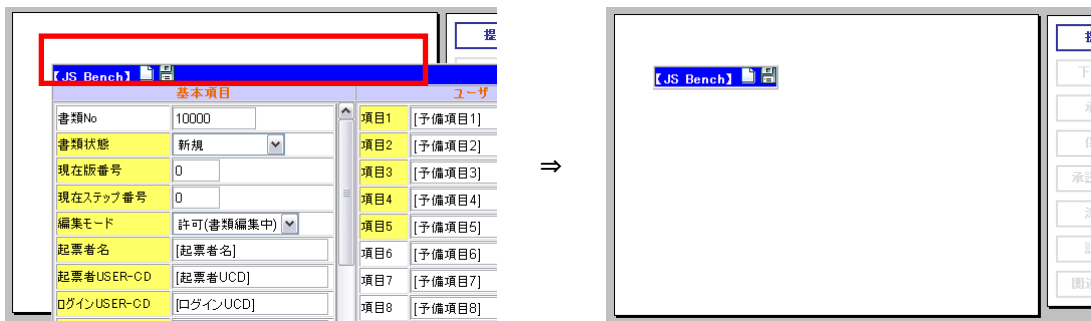 提
【JS Bench】
基本項目 ユーザ
書類No 10000 項目1 [予備項目1]
書類状態 新規 項目2 [予備項目2]
現在版番号 0 項目3 [予備項目3]
現在ステップ番号 0 項目4 [予備項目4]
編集モード 許可(書類編集中) 項目5 [予備項目5]
起票者名 [起票者名] 項目6 [予備項目6]
起票者USER-CD [起票者UCD] 項目7 [予備項目7]
ログインUSER-CD [ログインUCD] 項目8 [予備項目8]
⇒
提
【JS Bench】
下
承
承認